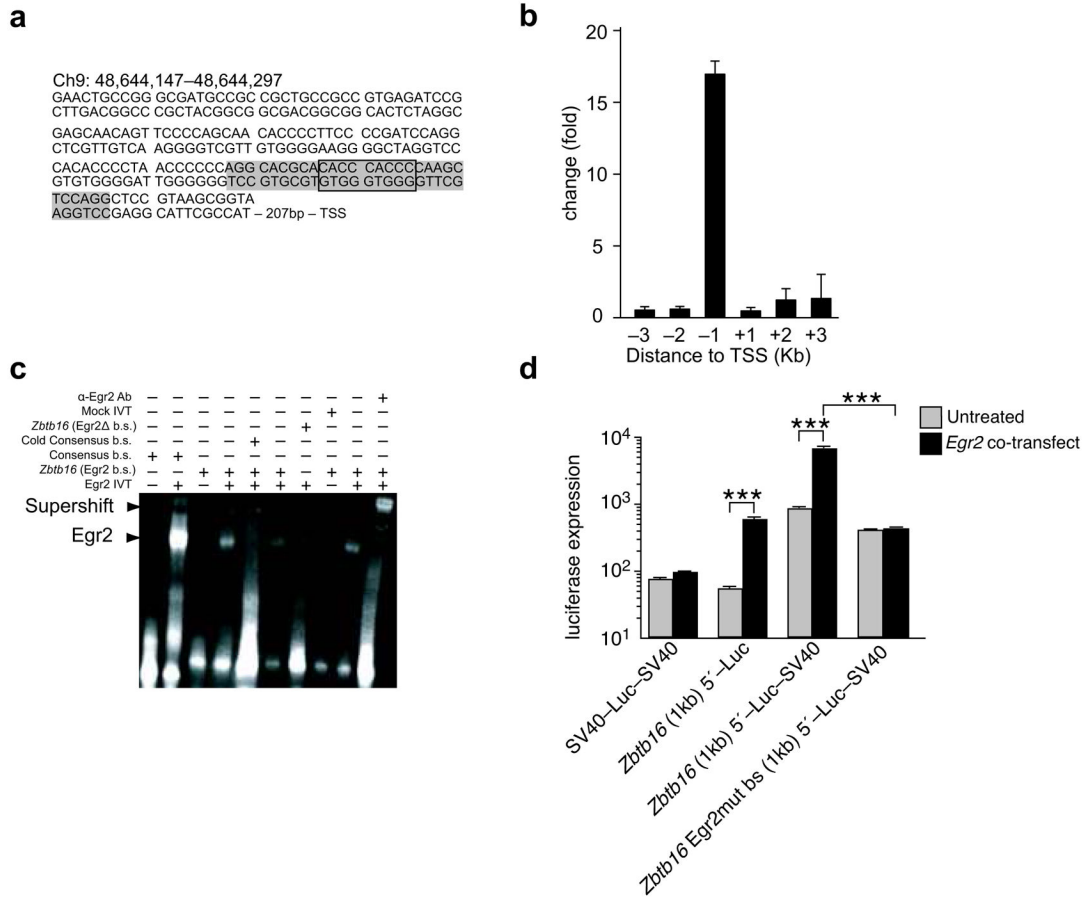 a
Ch9: 48,644,147–48,644,297
GAACTGCCGG GCGATGCCGC CGCTGCCGCC GTGAGATCCG
CTTGACGGCC CGCTACGGCG GCGACGGCGG CACTCTAGGC
GAGCAACAGT TCCCCAGCAA CACCCCTTCC CCGATCCAGG
CTCGTTGTCA AGGGGTCGTT GTGGGGAAGG GGCTAGGTCC
CACACCCCTA ACCCCCCAGG CACGCACACC CACCCCAAGC
GTGTGGGGAT TGGGGGGTCC GTGCGTGTGG GTGGGGTTCG
TCCAGGCTCC GTAAGCGGTA
AGGTCCGAGG CATTCGCCAT – 207bp – TSS
b
change (fold)
20
15
10
5
0
–3 –2 –1 +1 +2 +3
Distance to TSS (Kb)
c
α-Egr2 Ab – – – – – – – – – +
Mock IVT – – – – – – – + – –
Zbtb16 (Egr2Δ b.s.) – – – – – – + – – –
Cold Consensus b.s. – – – – + – – – – –
Consensus b.s. + + – – – – – – – –
Zbtb16 (Egr2 b.s.) – – + + + + – + + +
Egr2 IVT – + – + + + + – + +
Supershift
Egr2
d
Untreated
Egr2 co-transfect
luciferase expression
10⁴
10³
10²
10¹
***
***
***
SV40–Luc–SV40
Zbtb16 (1kb) 5´–Luc
Zbtb16 (1kb) 5´–Luc–SV40
Zbtb16 Egr2mut bs (1kb) 5´–Luc–SV40